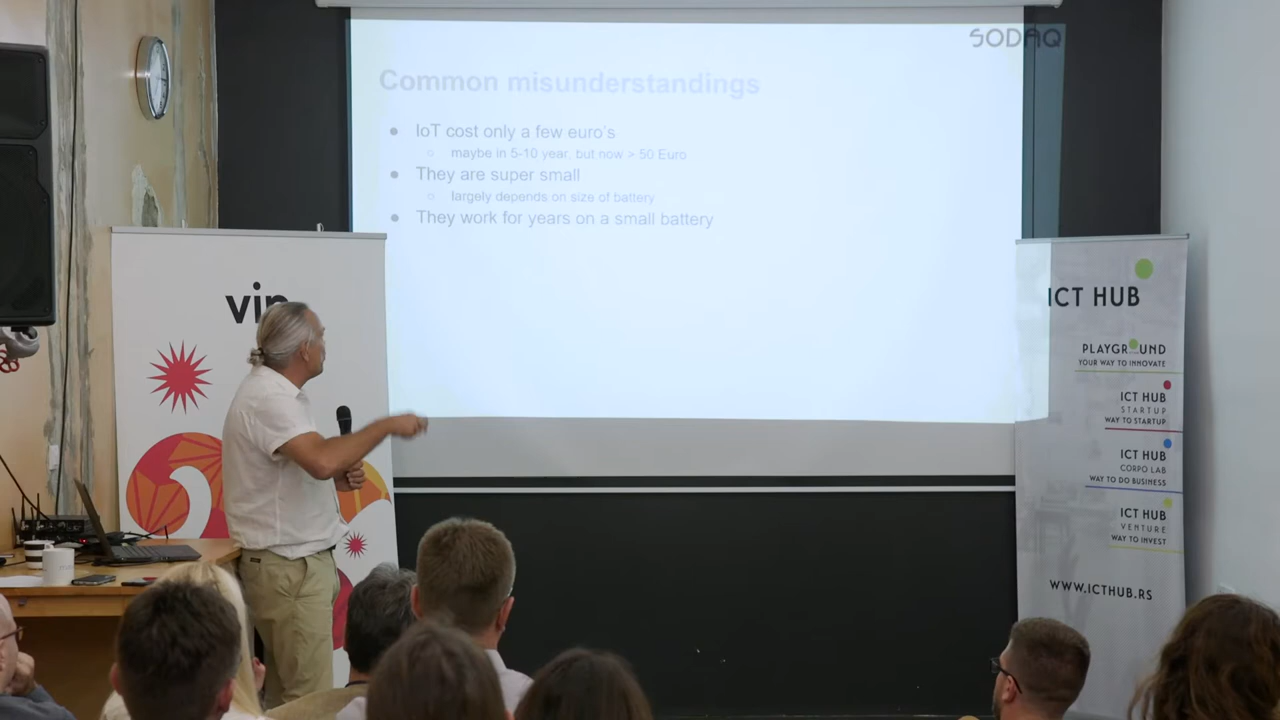 SODAQ
Common misunderstandings
IoT cost only a few euro's
maybe in 5-10 year, but now > 50 Euro
They are super small
largely depends on size of battery
They work for years on a small battery
vip
ICT HUB
PLAYGROUND
YOUR WAY TO INNOVATE
ICT HUB
STARTUP
WAY TO STARTUP
ICT HUB
CORPO LAB
WAY TO DO BUSINESS
ICT HUB
VENTURE
WAY TO INVEST
WWW.ICTHUB.RS